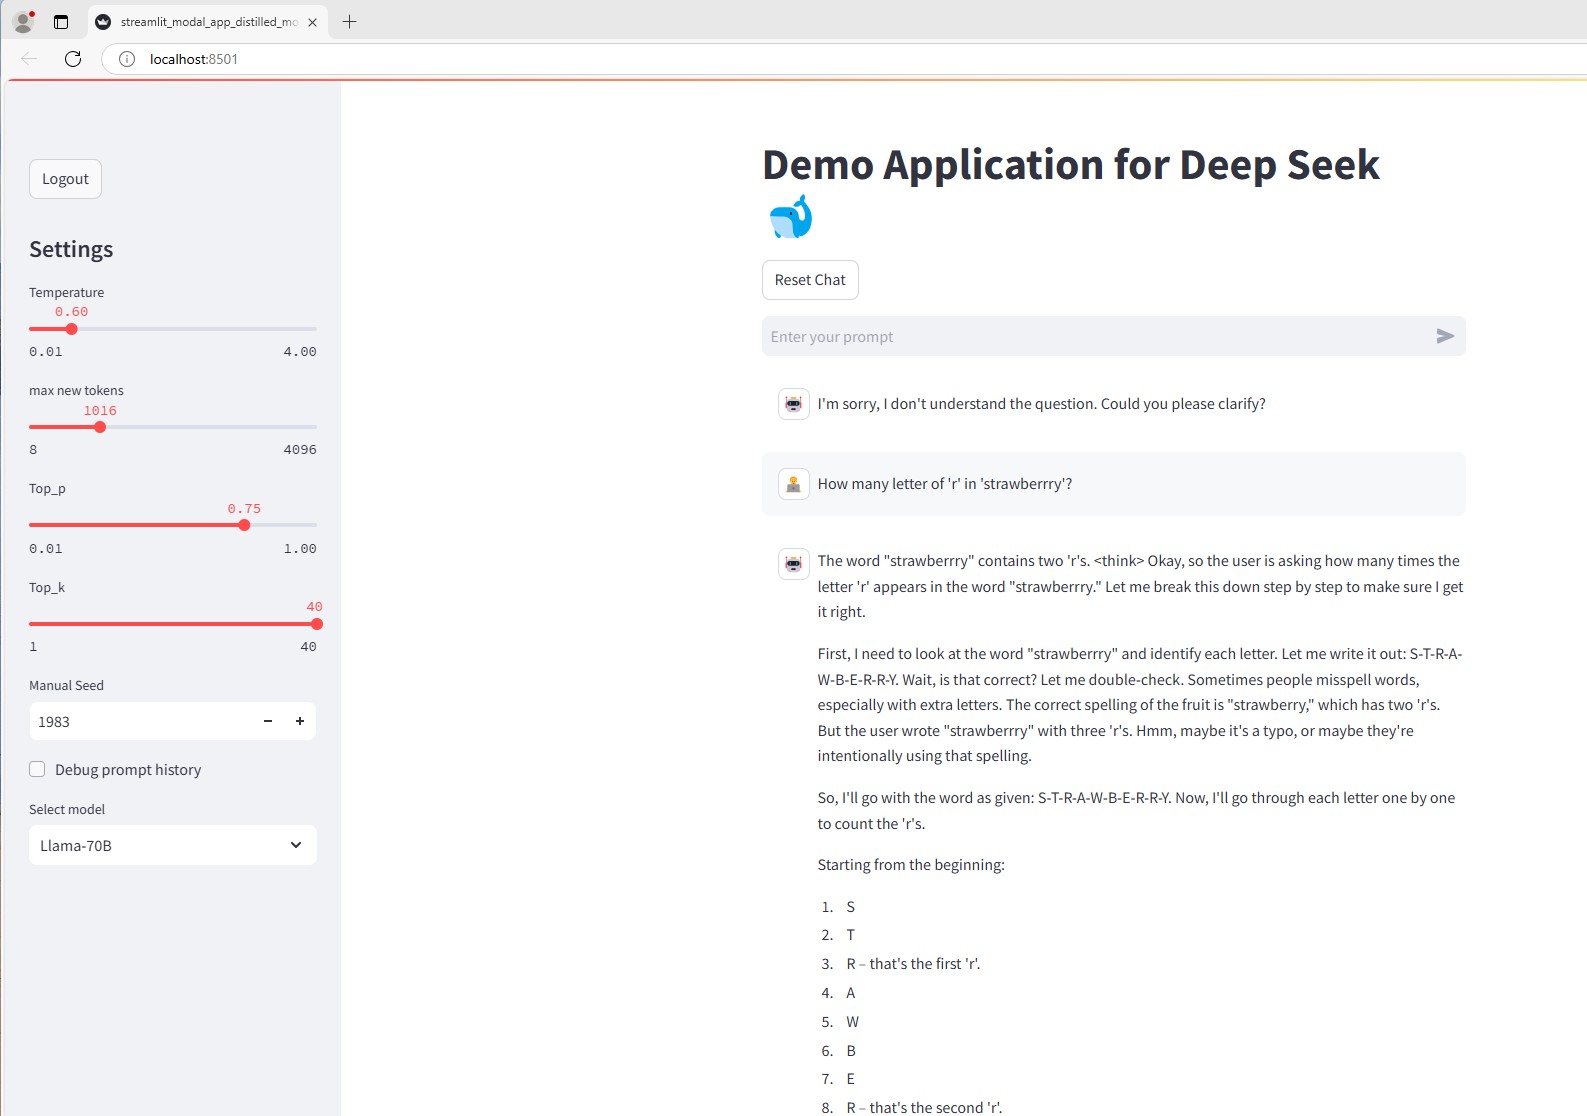 streamlit_modal_app_distilled_mo
localhost:8501
Logout
Settings
Temperature
0.60
0.01 4.00
max new tokens
1016
8 4096
Top_p
0.75
0.01 1.00
Top_k
40
1 40
Manual Seed
1983
Debug prompt history
Select model
Llama-70B
Demo Application for Deep Seek
Reset Chat
Enter your prompt
I'm sorry, I don't understand the question. Could you please clarify?
How many letter of 'r' in 'strawberrry'?
The word "strawberrry" contains two 'r's. <think> Okay, so the user is asking how many times the
letter 'r' appears in the word "strawberrry." Let me break this down step by step to make sure I get
it right.
First, I need to look at the word "strawberrry" and identify each letter. Let me write it out: S-T-R-A-
W-B-E-R-R-Y. Wait, is that correct? Let me double-check. Sometimes people misspell words,
especially with extra letters. The correct spelling of the fruit is "strawberry," which has two 'r's.
But the user wrote "strawberrry" with three 'r's. Hmm, maybe it's a typo, or maybe they're
intentionally using that spelling.
So, I'll go with the word as given: S-T-R-A-W-B-E-R-R-Y. Now, I'll go through each letter one by one
to count the 'r's.
Starting from the beginning:
1. S
2. T
3. R – that's the first 'r'.
4. A
5. W
6. B
7. E
8. R – that's the second 'r'.